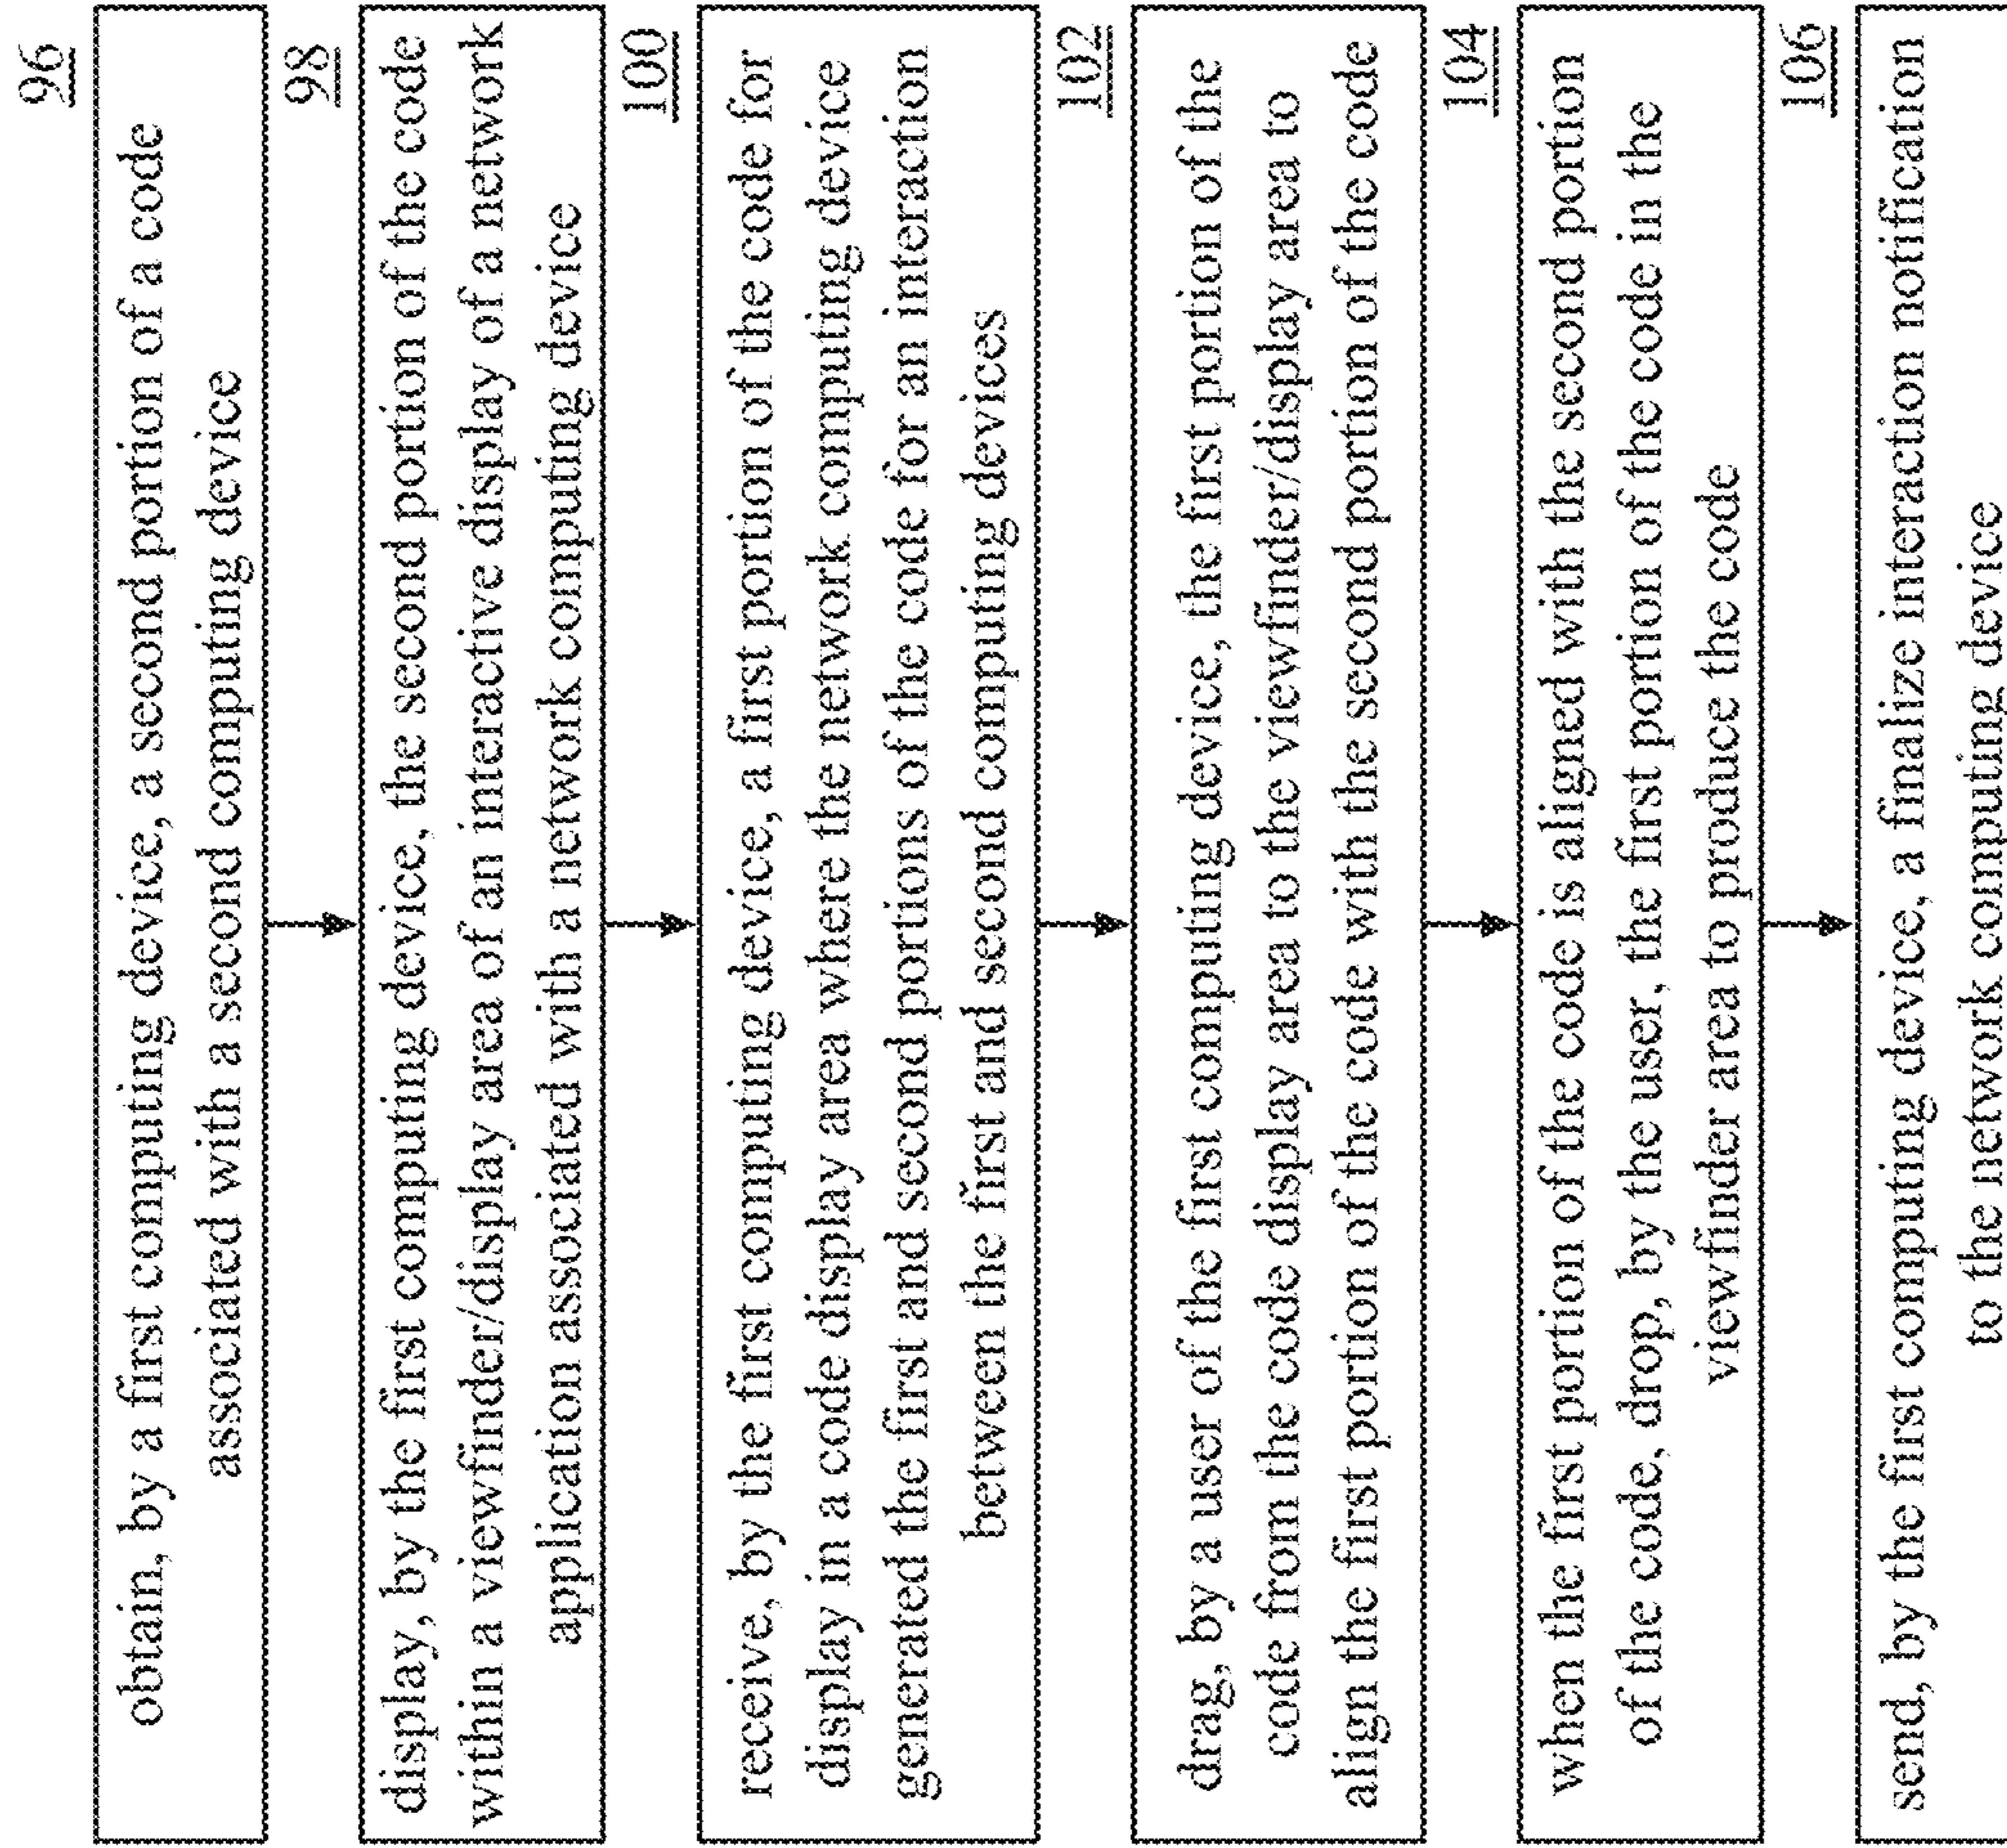 96
obtain, by a first computing device, a second portion of a code
associated with a second computing device
98
display, by the first computing device, the second portion of the code
within a viewfinder/display area of an interactive display of a network
application associated with a network computing device
100
receive, by the first computing device, a first portion of the code for
display in a code display area where the network computing device
generated the first and second portions of the code for an interaction
between the first and second computing devices
102
drag, by a user of the first computing device, the first portion of the
code from the code display area to the viewfinder/display area to
align the first portion of the code with the second portion of the code
104
when the first portion of the code is aligned with the second portion
of the code, drop, by the user, the first portion of the code in the
viewfinder area to produce the code
106
send, by the first computing device, a finalize interaction notification
to the network computing device